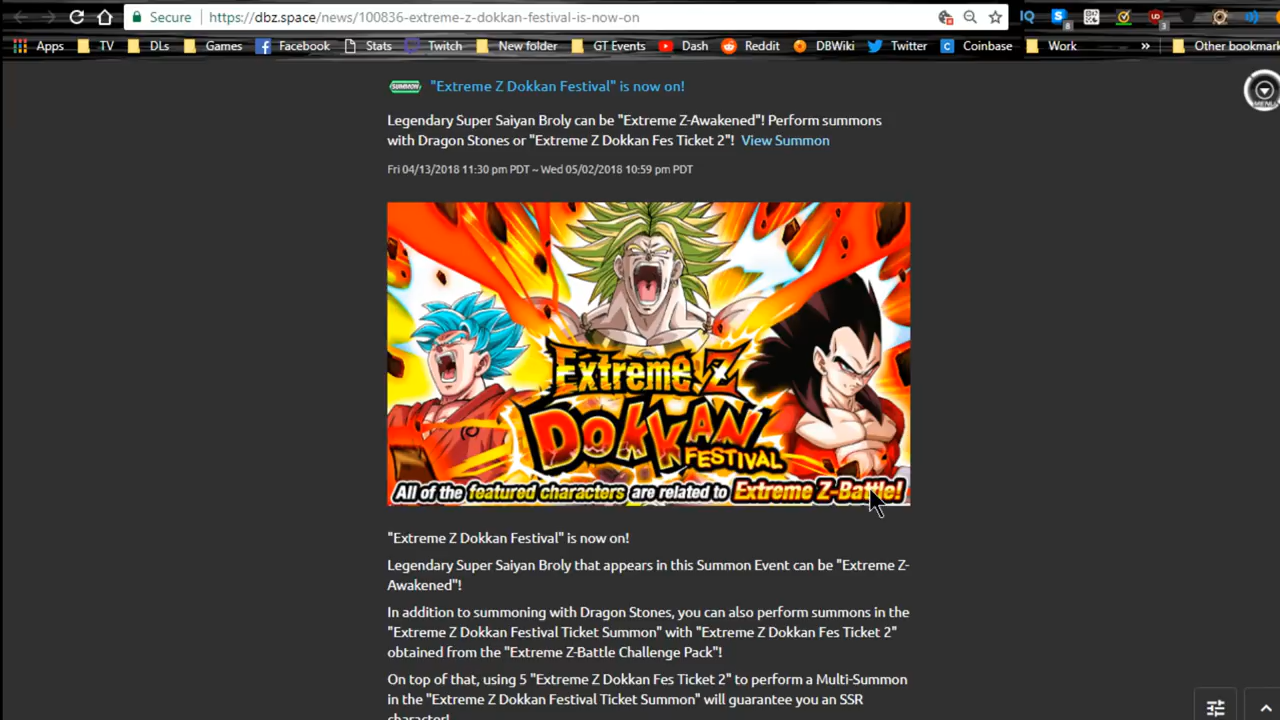 Secure https://dbz.space/news/100836-extreme-z-dokkan-festival-is-now-on
Apps TV DLs Games Facebook Stats Twitch New folder GT Events Dash Reddit DBWiki Twitter Coinbase Work » Other bookmark
SUMMON "Extreme Z Dokkan Festival" is now on!
MENU
Legendary Super Saiyan Broly can be "Extreme Z-Awakened"! Perform summons
with Dragon Stones or "Extreme Z Dokkan Fes Ticket 2"! View Summon
Fri 04/13/2018 11:30 pm PDT ~ Wed 05/02/2018 10:59 pm PDT
Extreme Z
DOKKAN
FESTIVAL
All of the featured characters are related to Extreme Z-Battle!
"Extreme Z Dokkan Festival" is now on!
Legendary Super Saiyan Broly that appears in this Summon Event can be "Extreme Z-
Awakened"!
In addition to summoning with Dragon Stones, you can also perform summons in the
"Extreme Z Dokkan Festival Ticket Summon" with "Extreme Z Dokkan Fes Ticket 2"
obtained from the "Extreme Z-Battle Challenge Pack"!
On top of that, using 5 "Extreme Z Dokkan Fes Ticket 2" to perform a Multi-Summon
in the "Extreme Z Dokkan Festival Ticket Summon" will guarantee you an SSR
character!